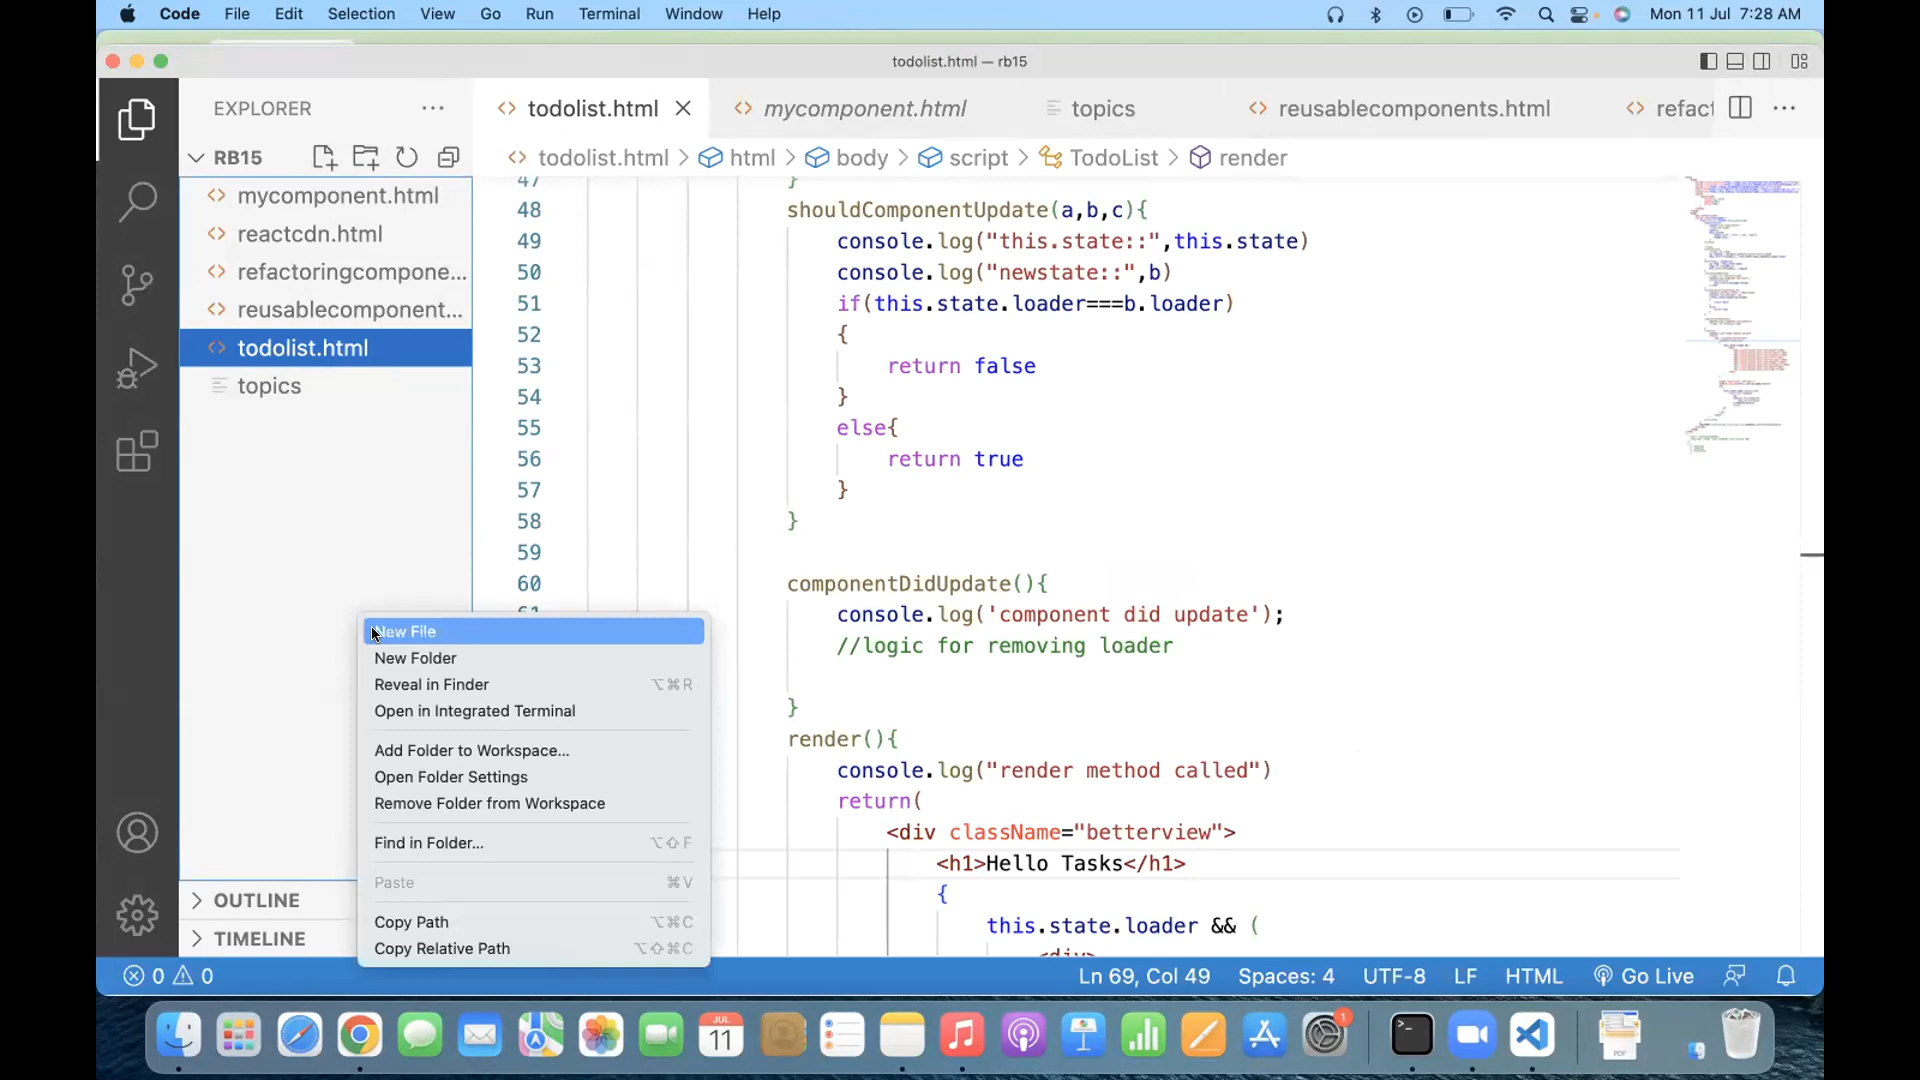 Code File Edit Selection View Go Run Terminal Window Help Mon 11 Jul 7:28 AM
todolist.html — rb15
EXPLORER
todolist.html mycomponent.html topics reusablecomponents.html refact
RB15
todolist.html > html > body > script > TodoList > render
mycomponent.html
reactcdn.html
refactoringcompone...
reusablecomponent...
todolist.html
topics
47 }
48 shouldComponentUpdate(a,b,c){
49 console.log("this.state::",this.state)
50 console.log("newstate::",b)
51 if(this.state.loader===b.loader)
52 {
53 return false
54 }
55 else{
56 return true
57 }
58 }
59
60 componentDidUpdate(){
61 console.log('component did update');
//logic for removing loader
}
render(){
console.log("render method called")
return(
<div className="betterview">
<h1>Hello Tasks</h1>
{
this.state.loader && (
<div>
New File
New Folder
Reveal in Finder ⌥⌘R
Open in Integrated Terminal
Add Folder to Workspace...
Open Folder Settings
Remove Folder from Workspace
Find in Folder... ⌥⇧F
Paste ⌘V
Copy Path ⌥⌘C
Copy Relative Path ⌥⇧⌘C
OUTLINE
TIMELINE
0 0 Ln 69, Col 49 Spaces: 4 UTF-8 LF HTML Go Live
JUL
11
1
PDF